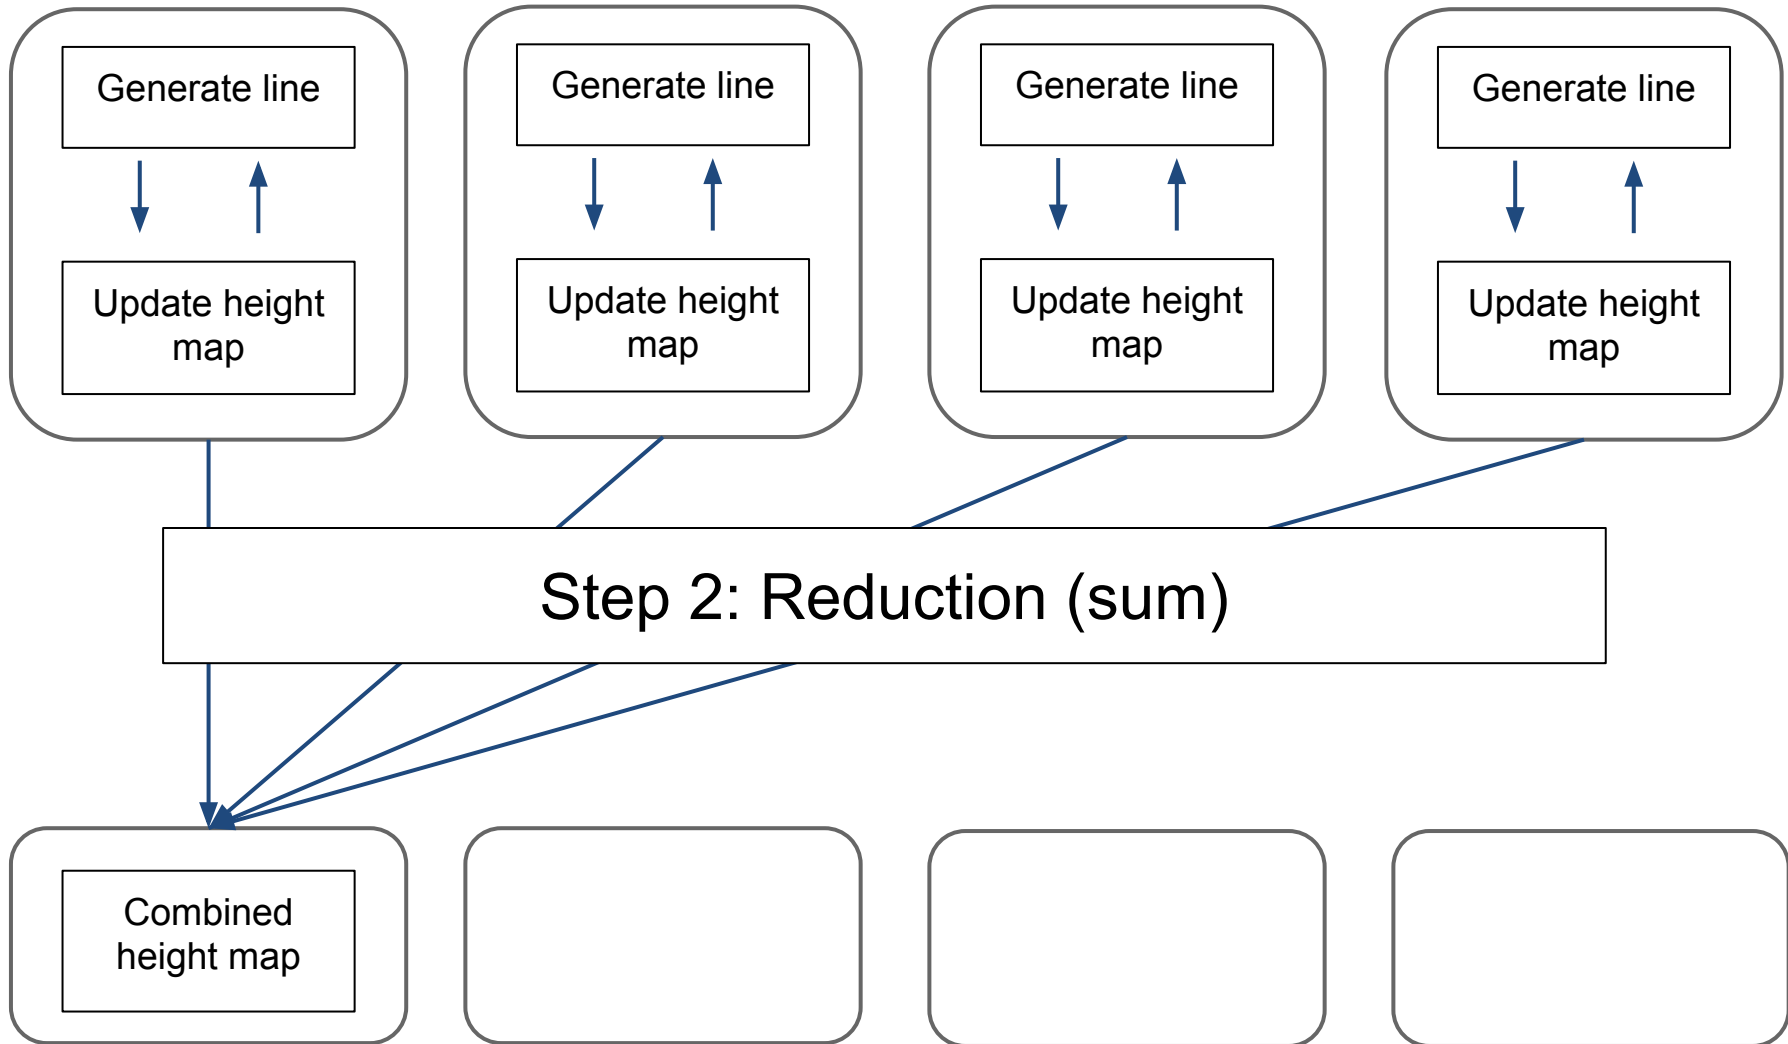 Generate line
Generate line
Generate line
Generate line
Update height
map
Update height
map
Update height
map
Update height
map
Step 2: Reduction (sum)
Combined
height map